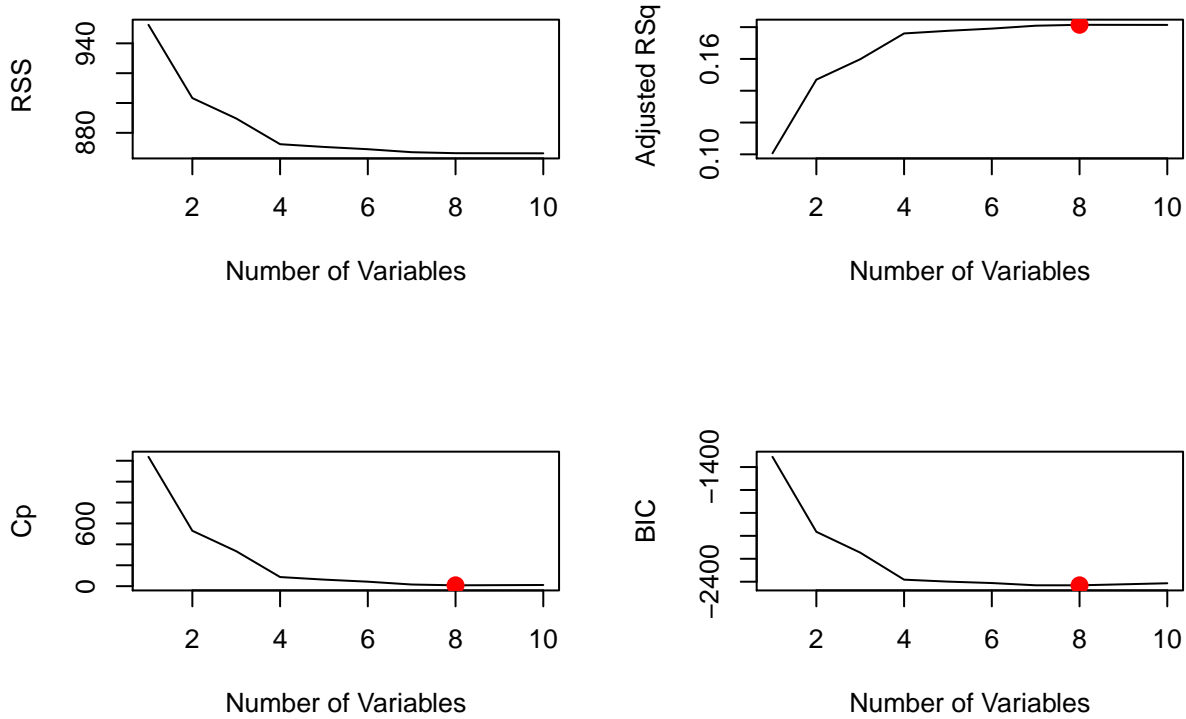 RSS
940
880
2 4 6 8 10
Number of Variables
Adjusted RSq
0.16
0.10
2 4 6 8 10
Number of Variables
Cp
600
0
2 4 6 8 10
Number of Variables
BIC
−1400
−2400
2 4 6 8 10
Number of Variables